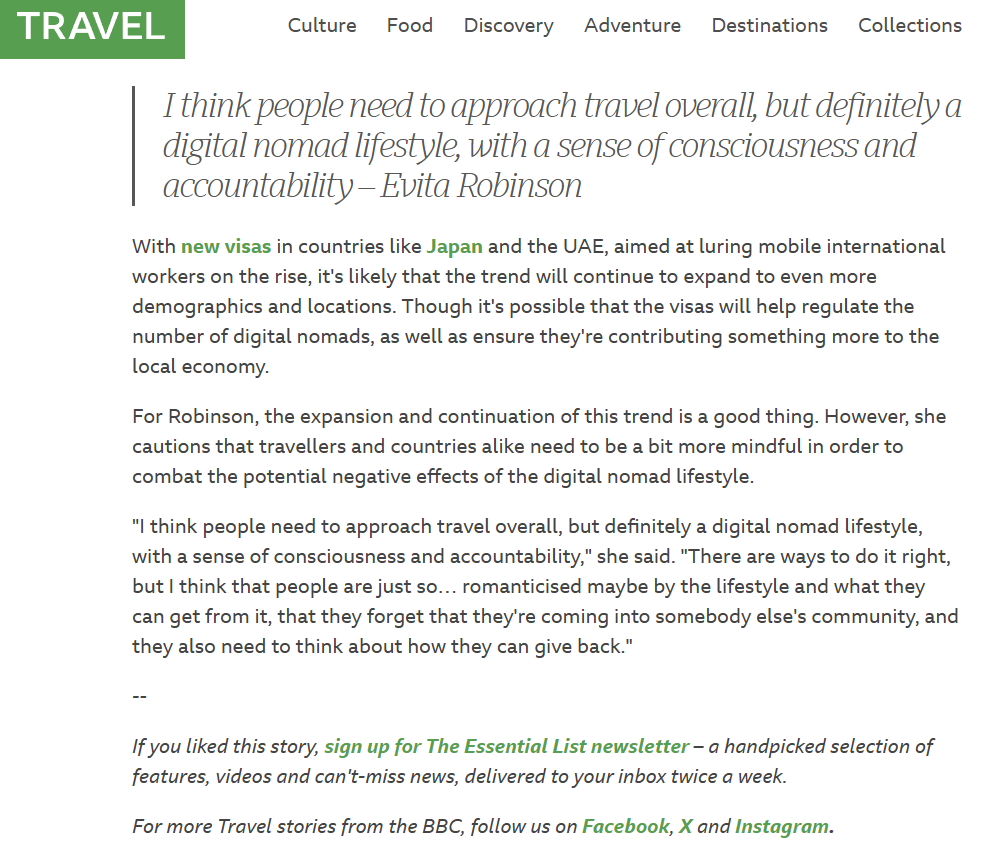 TRAVEL
Culture Food Discovery Adventure Destinations Collections
I think people need to approach travel overall, but definitely a
digital nomad lifestyle, with a sense of consciousness and
accountability – Evita Robinson
With new visas in countries like Japan and the UAE, aimed at luring mobile international
workers on the rise, it's likely that the trend will continue to expand to even more
demographics and locations. Though it's possible that the visas will help regulate the
number of digital nomads, as well as ensure they're contributing something more to the
local economy.
For Robinson, the expansion and continuation of this trend is a good thing. However, she
cautions that travellers and countries alike need to be a bit more mindful in order to
combat the potential negative effects of the digital nomad lifestyle.
"I think people need to approach travel overall, but definitely a digital nomad lifestyle,
with a sense of consciousness and accountability," she said. "There are ways to do it right,
but I think that people are just so… romanticised maybe by the lifestyle and what they
can get from it, that they forget that they're coming into somebody else's community, and
they also need to think about how they can give back."
--
If you liked this story, sign up for The Essential List newsletter – a handpicked selection of
features, videos and can't-miss news, delivered to your inbox twice a week.
For more Travel stories from the BBC, follow us on Facebook, X and Instagram.